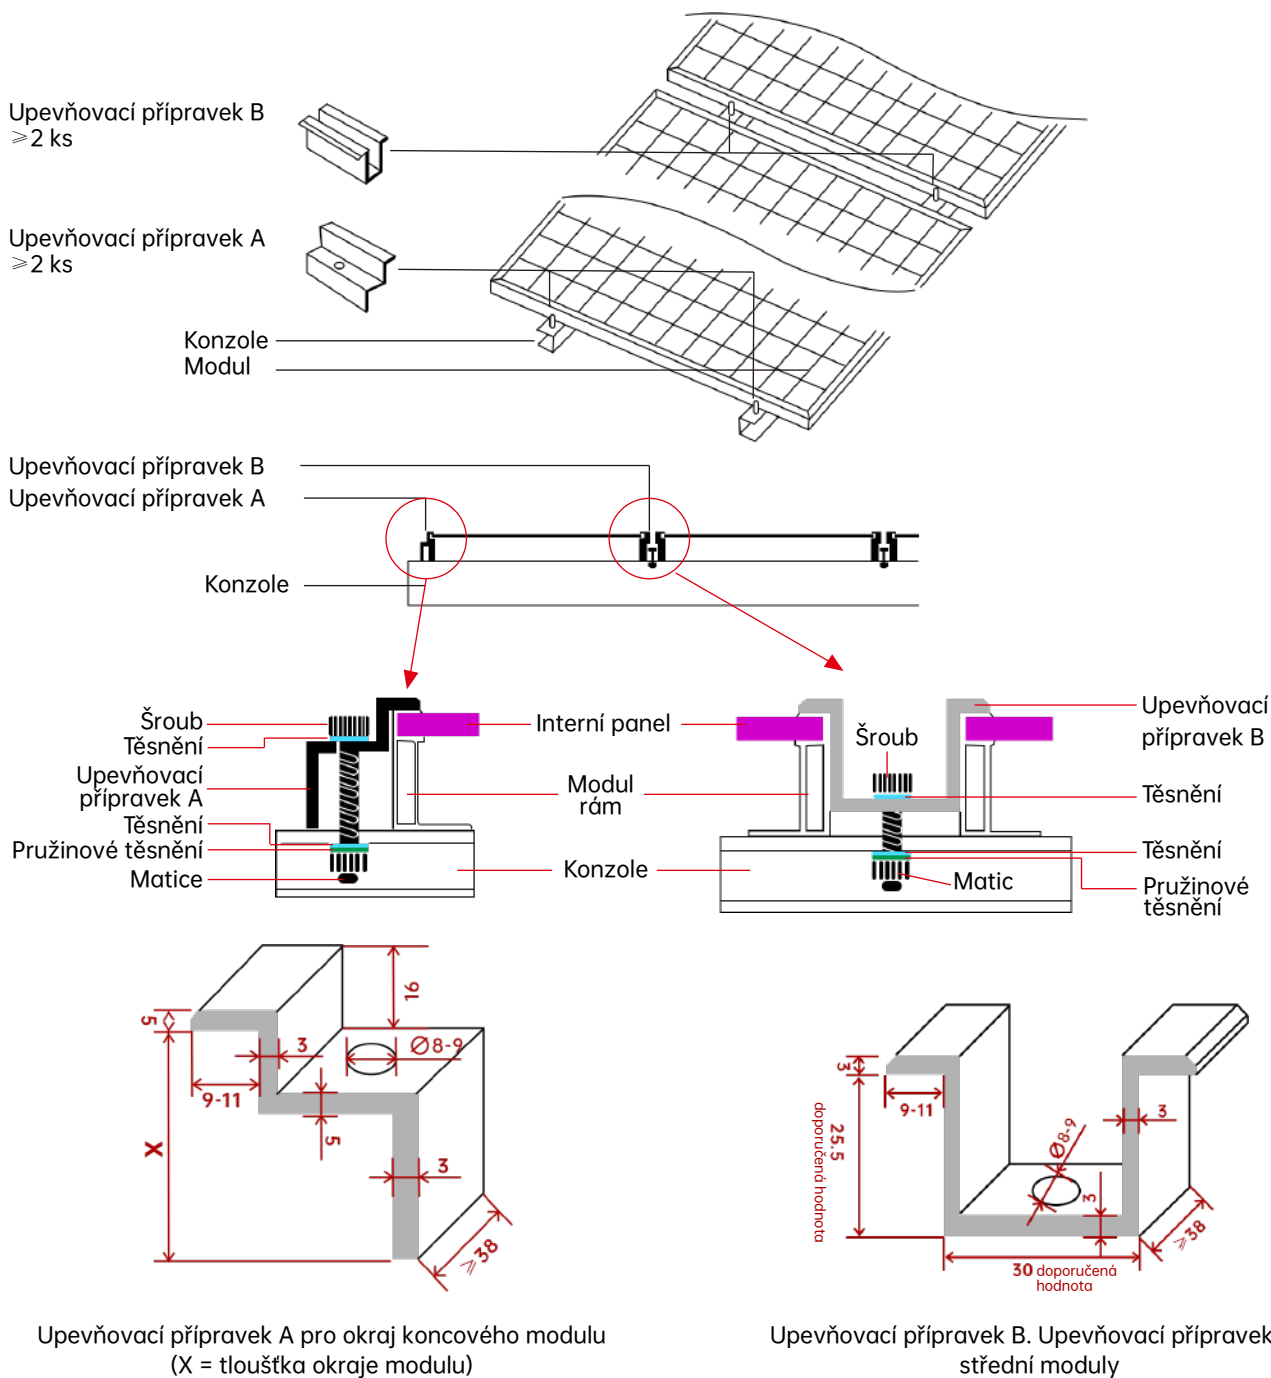 Upevňovací přípravek B
⩾2 ks
Upevňovací přípravek A
⩾2 ks
Konzole
Modul
Upevňovací přípravek B
Upevňovací přípravek A
Konzole
Šroub
Těsnění
Upevňovací
přípravek A
Těsnění
Pružinové těsnění
Matice
Interní panel
Modul
rám
Konzole
Šroub
Upevňovací
přípravek B
Těsnění
Těsnění
Matic
Pružinové
těsnění
16
5
3
Ø8-9
9-11
5
X
3
⩾38
3
9-11
25.5
doporučená hodnota
3
Ø8-9
3
⩾38
30 doporučená
hodnota
Upevňovací přípravek A pro okraj koncového modulu
(X = tloušťka okraje modulu)
Upevňovací přípravek B. Upevňovací přípravek
střední moduly